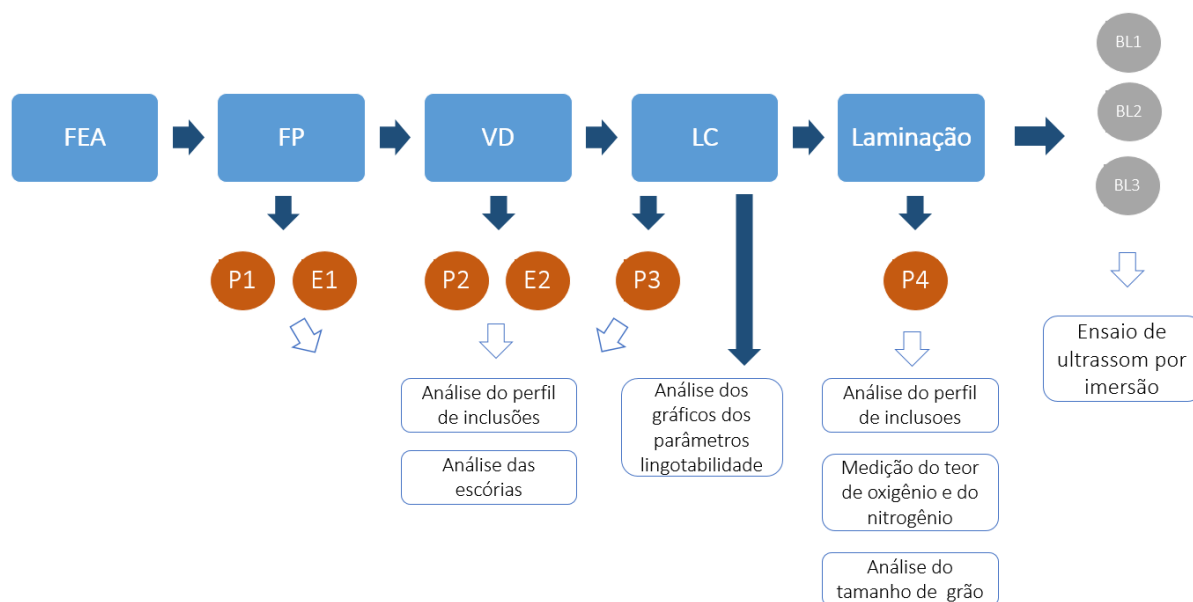 BL1
FEA
FP
VD
LC
Laminação
BL2
BL3
P1
E1
P2
E2
P3
P4
Análise do perfil
de inclusões
Análise das
escórias
Análise dos
gráficos dos
parâmetros
lingotabilidade
Análise do perfil
de inclusoes
Medição do teor
de oxigênio e do
nitrogênio
Análise do
tamanho de grão
Ensaio de
ultrassom por
imersão